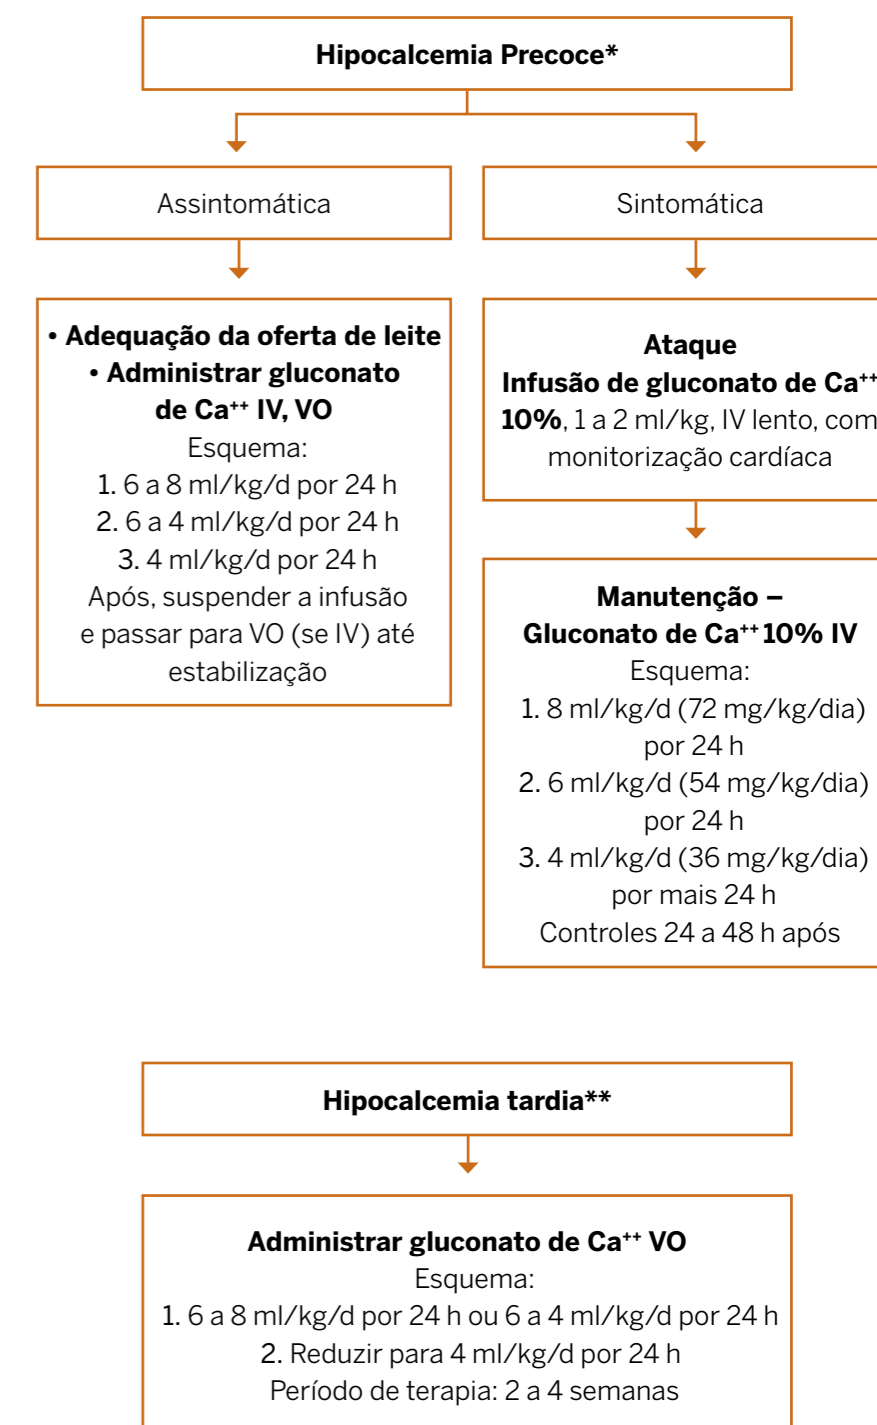 Hipocalcemia Precoce*
Assintomática
• Adequação da oferta de leite
• Administrar gluconato
de Ca⁺⁺ IV, VO
Esquema:
1. 6 a 8 ml/kg/d por 24 h
2. 6 a 4 ml/kg/d por 24 h
3. 4 ml/kg/d por 24 h
Após, suspender a infusão
e passar para VO (se IV) até
estabilização
Sintomática
Ataque
Infusão de gluconato de Ca⁺⁺
10%, 1 a 2 ml/kg, IV lento, com
monitorização cardíaca
Manutenção –
Gluconato de Ca⁺⁺ 10% IV
Esquema:
1. 8 ml/kg/d (72 mg/kg/dia)
por 24 h
2. 6 ml/kg/d (54 mg/kg/dia)
por 24 h
3. 4 ml/kg/d (36 mg/kg/dia)
por mais 24 h
Controles 24 a 48 h após
Hipocalcemia tardia**
Administrar gluconato de Ca⁺⁺ VO
Esquema:
1. 6 a 8 ml/kg/d por 24 h ou 6 a 4 ml/kg/d por 24 h
2. Reduzir para 4 ml/kg/d por 24 h
Período de terapia: 2 a 4 semanas